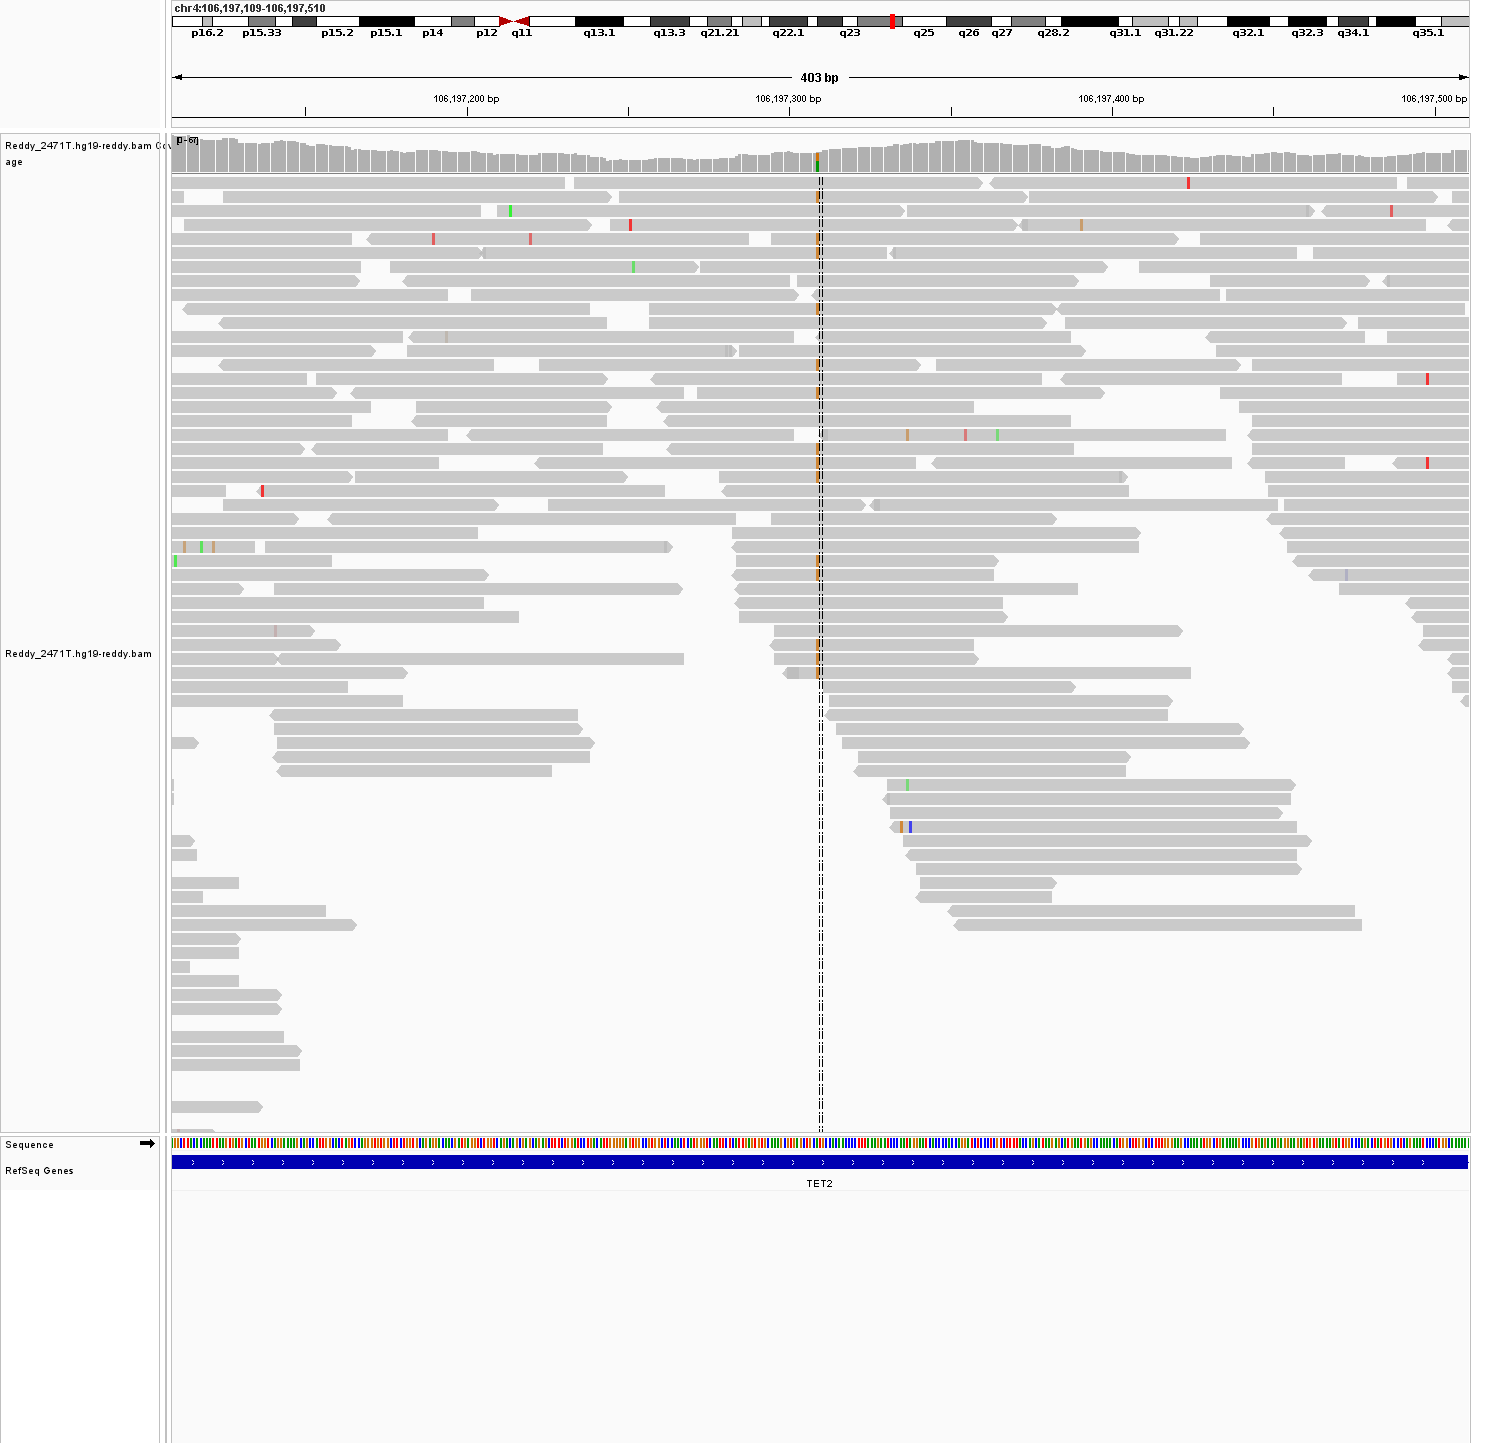 chr4:106,197,109-106,197,510
p16.2 p15.33 p15.2 p15.1 p14 p12 q11 q13.1 q13.3 q21.21 q22.1 q23 q25 q26 q27 q28.2 q31.1 q31.22 q32.1 q32.3 q34.1 q35.1
403 bp
106,197,200 bp 106,197,300 bp 106,197,400 bp 106,197,500 bp
Reddy_2471T.hg19-reddy.bam Cov
age
[0 - 67]
Reddy_2471T.hg19-reddy.bam
Sequence
RefSeq Genes
TET2